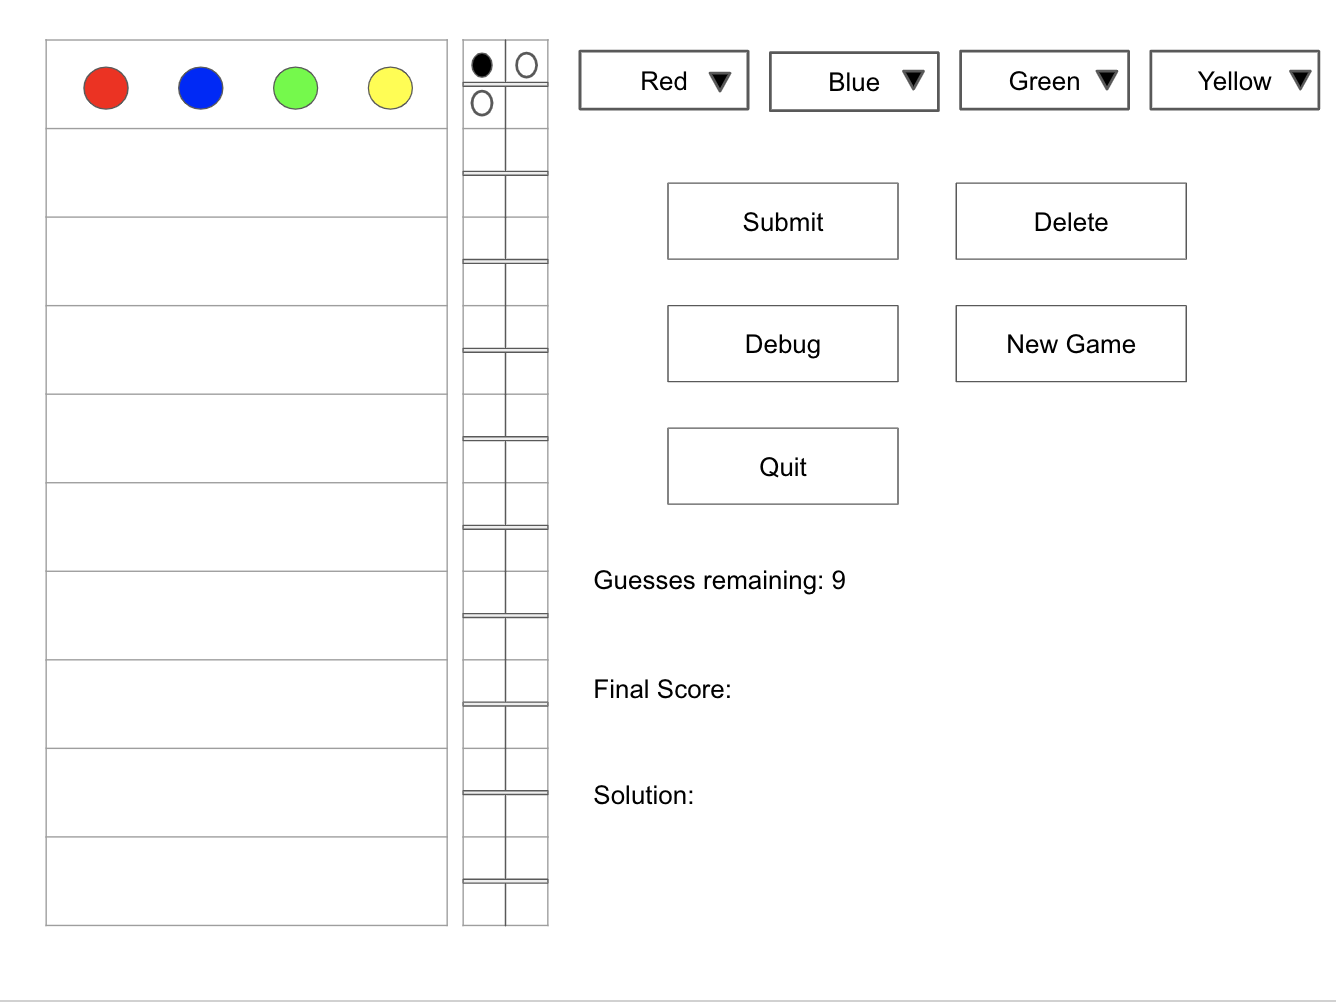 Red
Blue
Green
Yellow
Submit
Delete
Debug
New Game
Quit
Guesses remaining: 9
Final Score:
Solution: